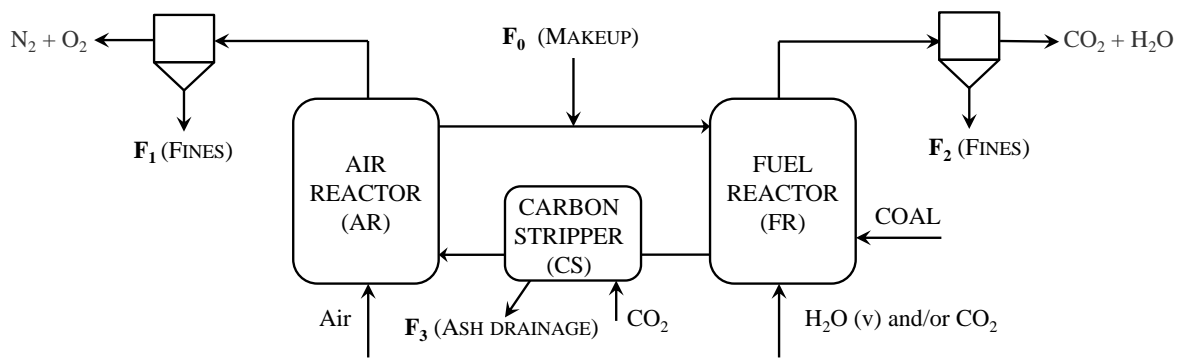 N₂ + O₂
F₀ (MAKEUP)
CO₂ + H₂O
F₁ (FINES)
F₂ (FINES)
AIR
REACTOR
(AR)
FUEL
REACTOR
(FR)
CARBON
STRIPPER
(CS)
COAL
Air
F₃ (ASH DRAINAGE)
CO₂
H₂O (v) and/or CO₂